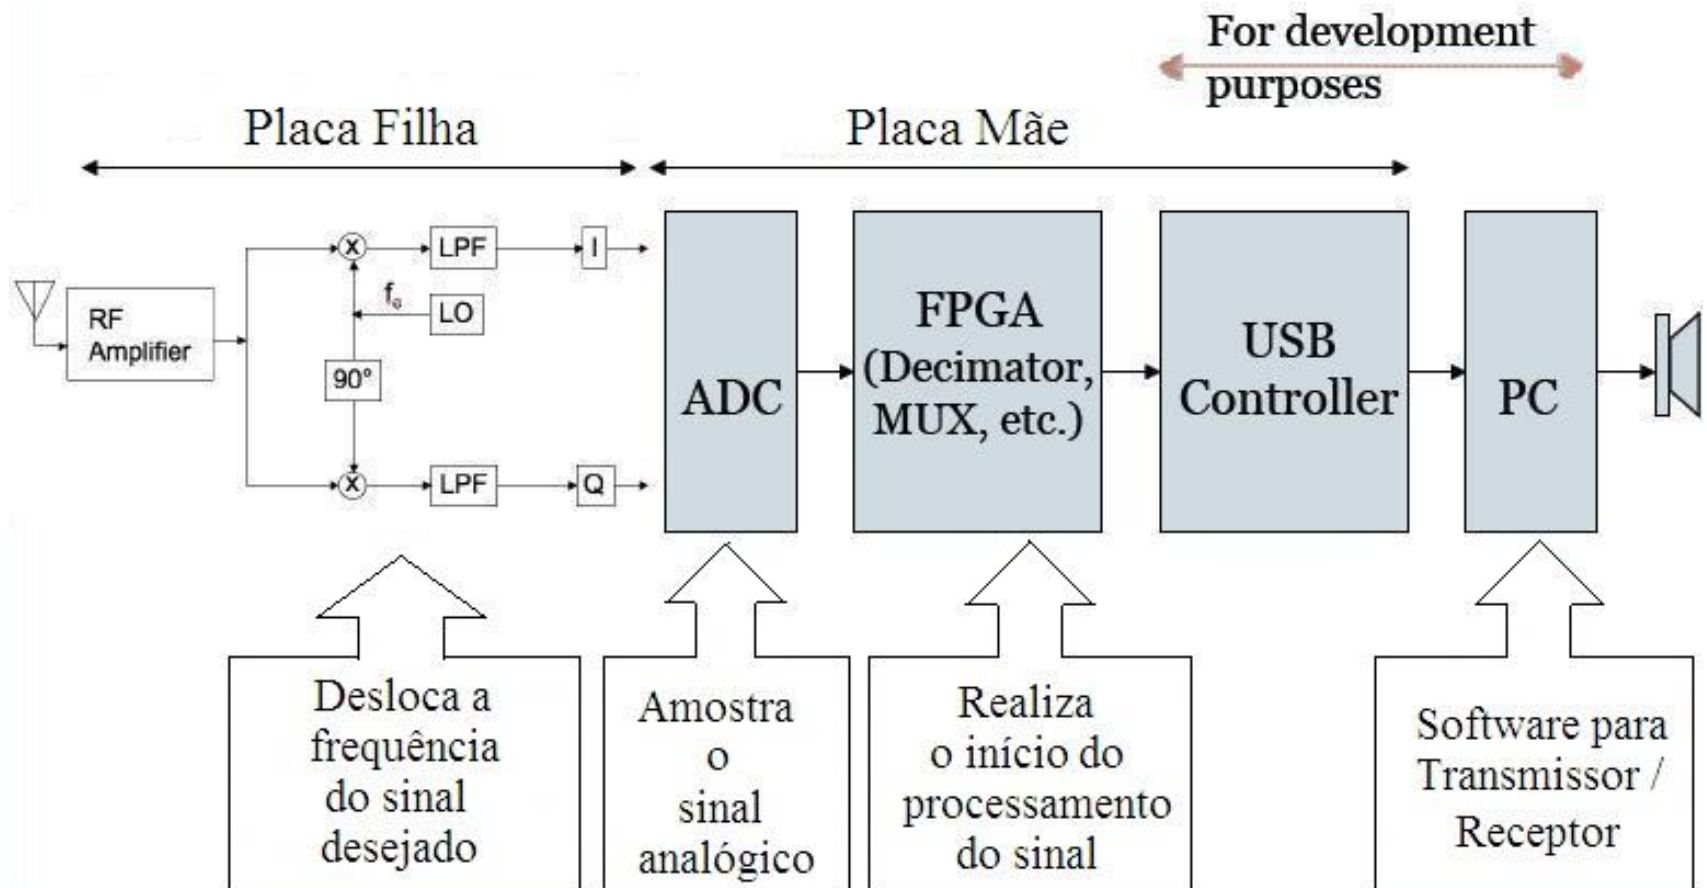 For development
purposes
Placa Filha
Placa Mãe
RF
Amplifier
X
LPF
I
LO
90°
X
LPF
Q
ADC
FPGA
(Decimator,
MUX, etc.)
USB
Controller
PC
Desloca a
frequência
do sinal
desejado
Amostra
o
sinal
analógico
Realiza
o início do
processamento
do sinal
Software para
Transmissor /
Receptor